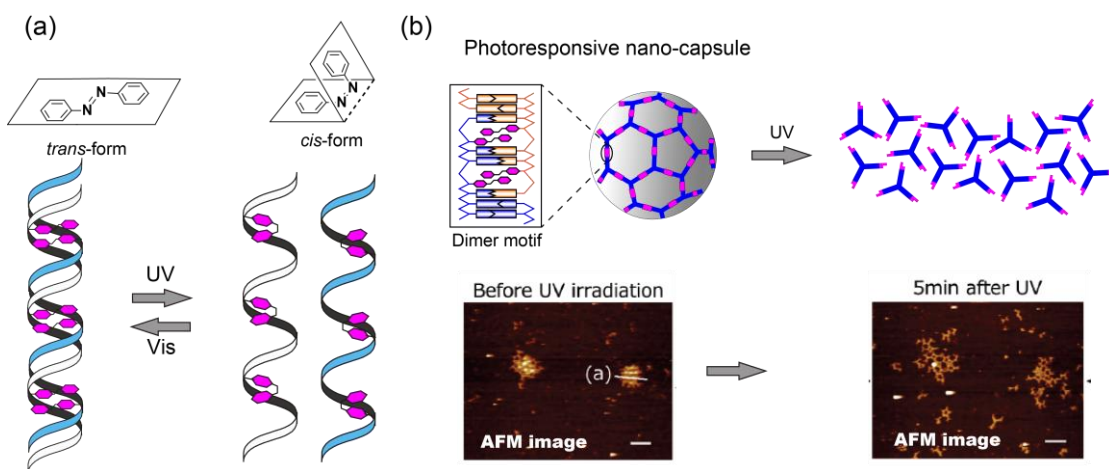 (a)
N
N
trans-form
N
N
cis-form
UV
Vis
(b)
Photoresponsive nano-capsule
Dimer motif
UV
Before UV irradiation
(a)
AFM image
5min after UV
AFM image